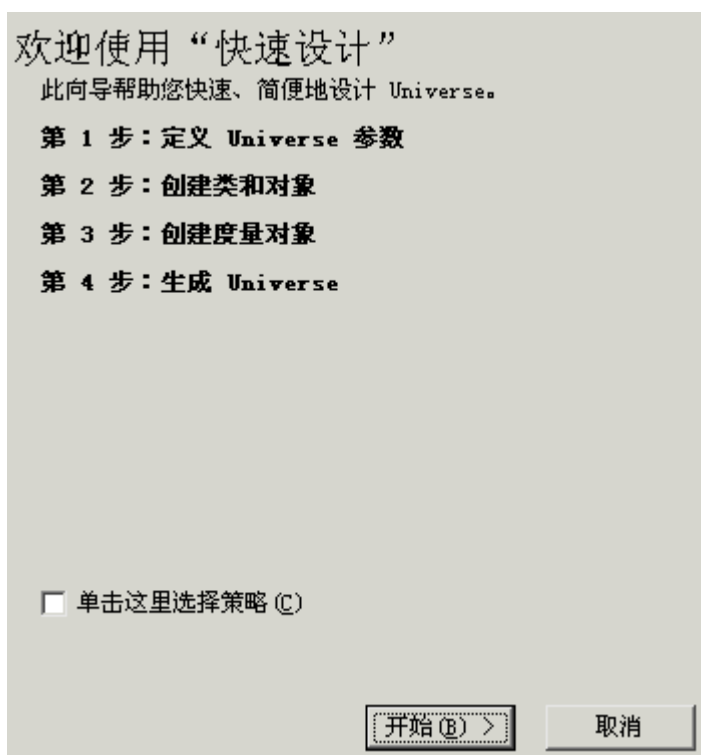 欢迎使用“快速设计”
此向导帮助您快速、简便地设计 Universe。
第 1 步：定义 Universe 参数
第 2 步：创建类和对象
第 3 步：创建度量对象
第 4 步：生成 Universe
单击这里选择策略(C)
开始(B) >
取消